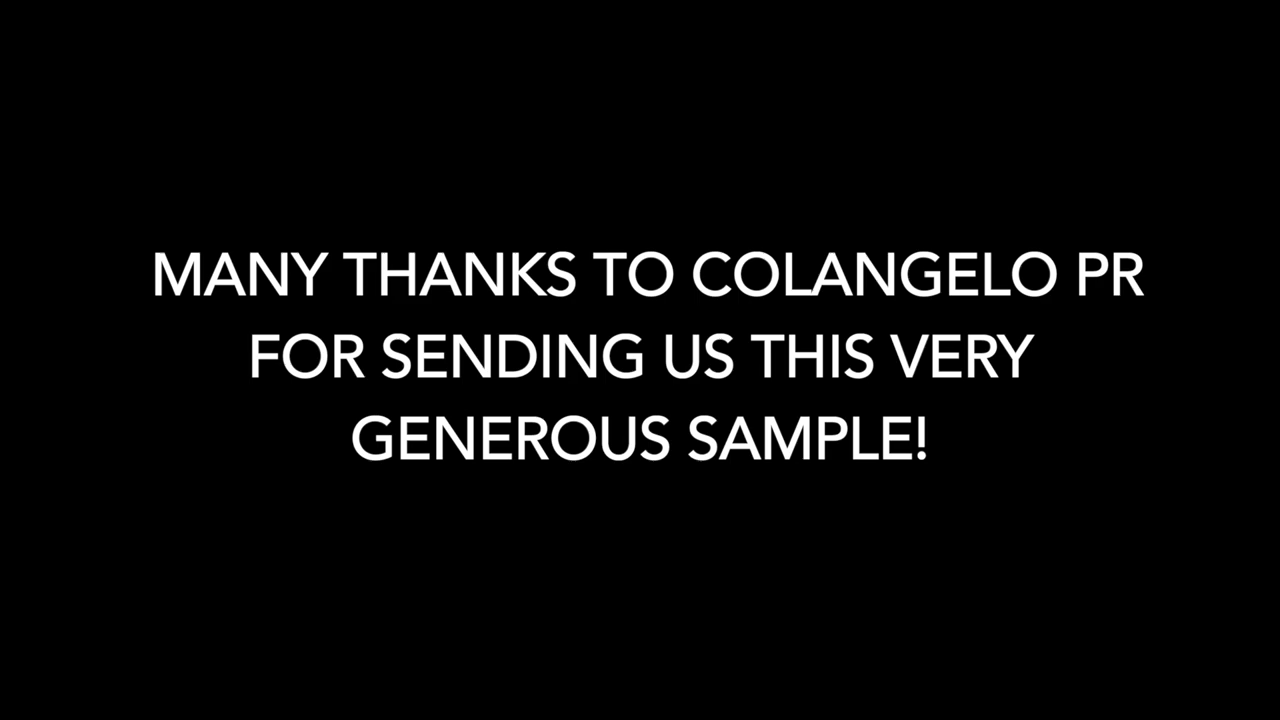 MANY THANKS TO COLANGELO PR
FOR SENDING US THIS VERY
GENEROUS SAMPLE!